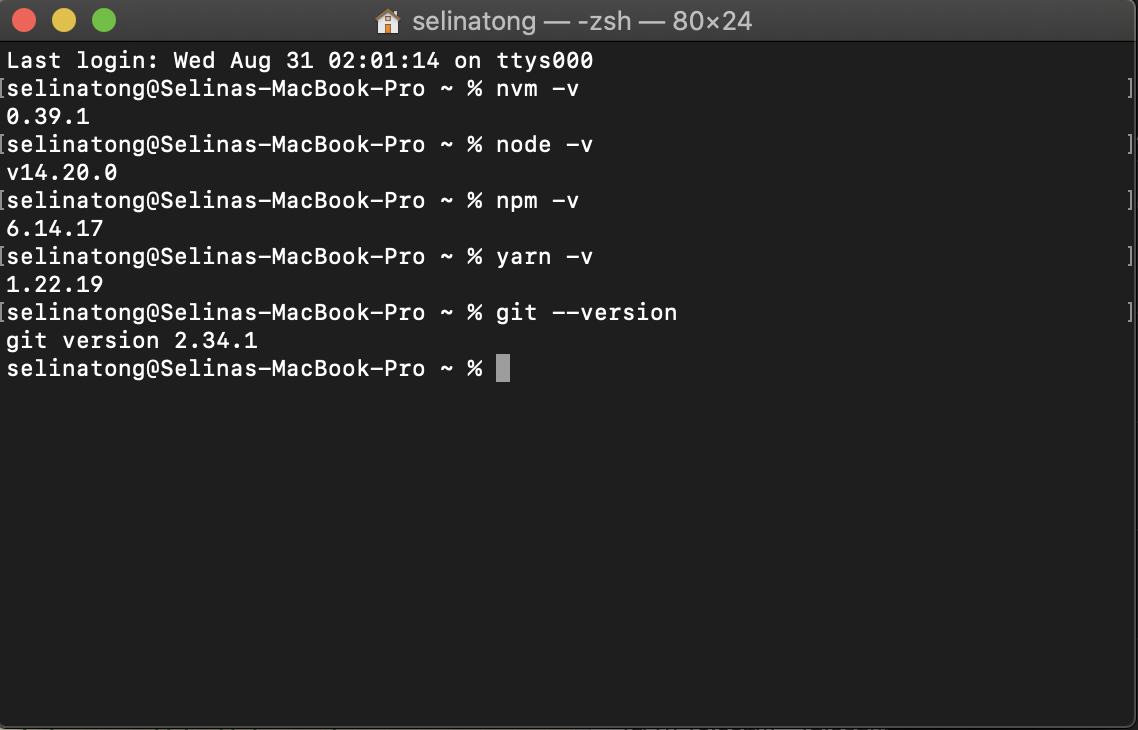 selinatong — -zsh — 80×24
Last login: Wed Aug 31 02:01:14 on ttys000
[selinatong@Selinas-MacBook-Pro ~ % nvm -v ]
0.39.1
[selinatong@Selinas-MacBook-Pro ~ % node -v ]
v14.20.0
[selinatong@Selinas-MacBook-Pro ~ % npm -v ]
6.14.17
[selinatong@Selinas-MacBook-Pro ~ % yarn -v ]
1.22.19
[selinatong@Selinas-MacBook-Pro ~ % git --version ]
git version 2.34.1
selinatong@Selinas-MacBook-Pro ~ %